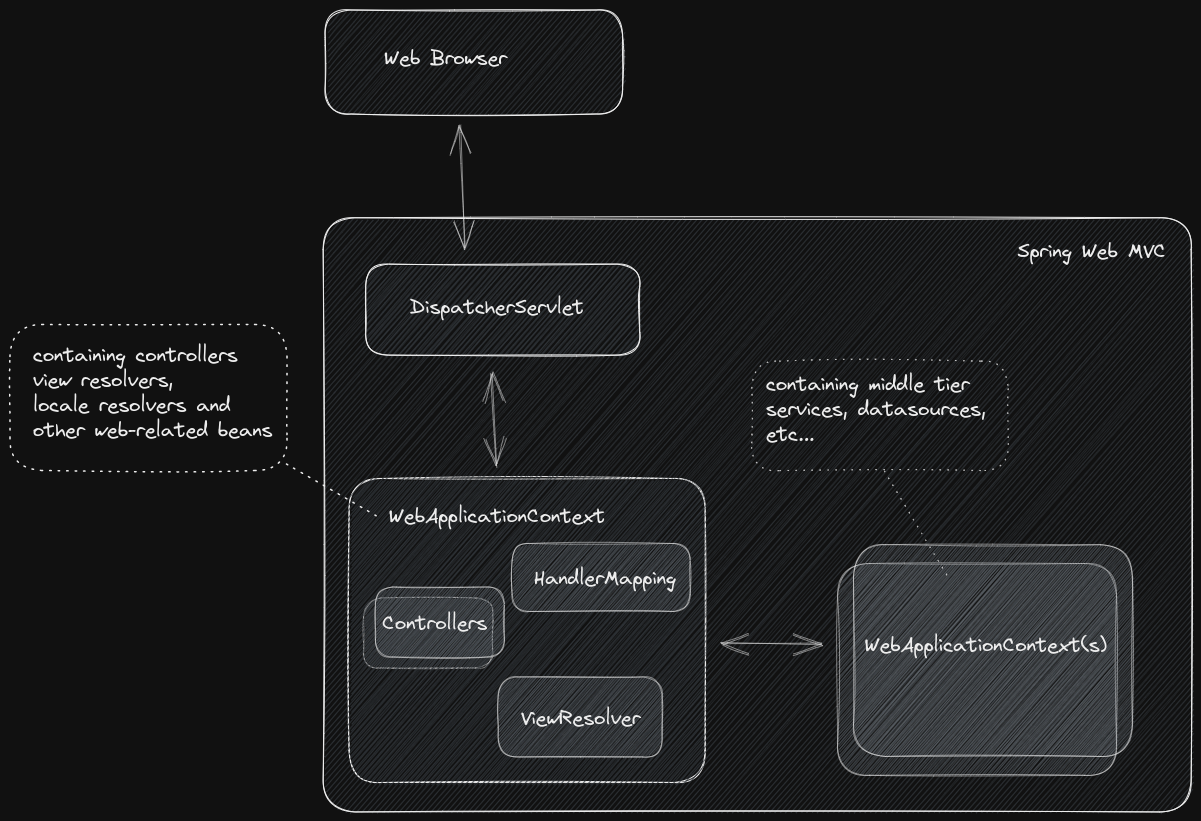 Web Browser
Spring Web MVC
DispatcherServlet
containing controllers
view resolvers,
locale resolvers and
other web-related beans
containing middle tier
services, datasources,
etc...
WebApplicationContext
HandlerMapping
Controllers
WebApplicationContext(s)
ViewResolver